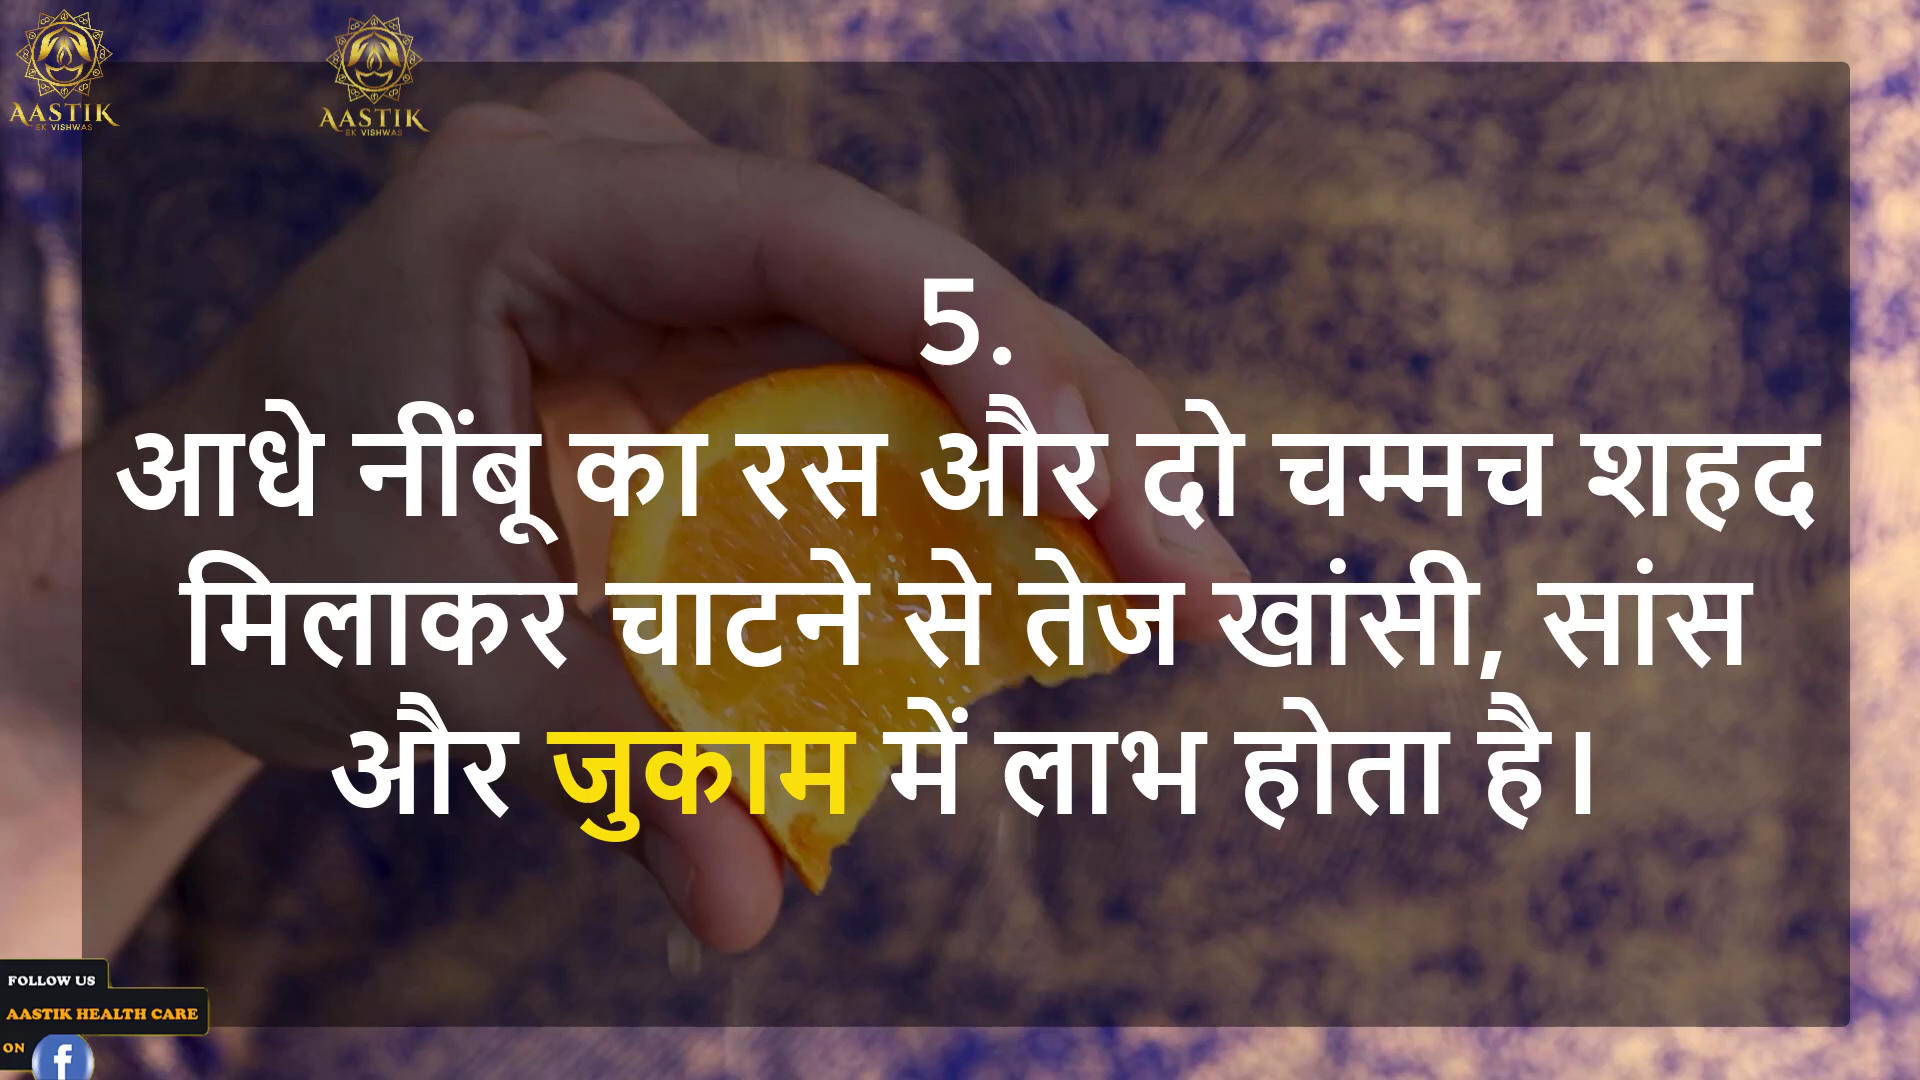 AASTIK
EK VISHWAS
AASTIK
EK VISHWAS
5.
आधे नींबू का रस और दो चम्मच शहद
मिलाकर चाटने से तेज खांसी, सांस
और जुकाम में लाभ होता है।
FOLLOW US
AASTIK HEALTH CARE
ON
f